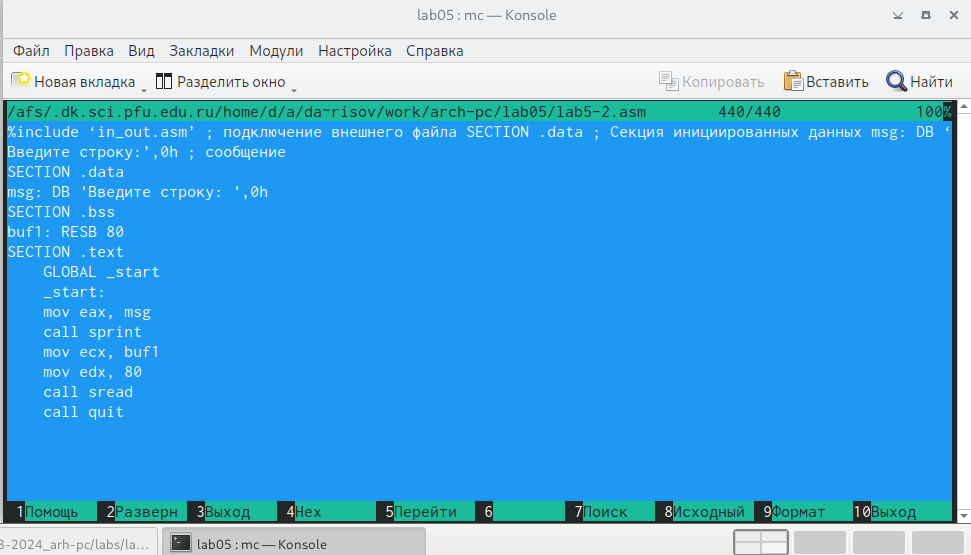 lab05 : mc — Konsole
Файл Правка Вид Закладки Модули Настройка Справка
Новая вкладка Разделить окно Копировать Вставить Найти
/afs/.dk.sci.pfu.edu.ru/home/d/a/da~risov/work/arch-pc/lab05/lab5-2.asm 440/440 100%
%include ‘in_out.asm’ ; подключение внешнего файла SECTION .data ; Секция инициированных данных msg: DB ‘
Введите строку:’,0h ; сообщение
SECTION .data
msg: DB 'Введите строку: ',0h
SECTION .bss
buf1: RESB 80
SECTION .text
GLOBAL _start
_start:
mov eax, msg
call sprint
mov ecx, buf1
mov edx, 80
call sread
call quit
1Помощь 2Разверн 3Выход 4Hex 5Перейти 6 7Поиск 8Исходный 9Формат 10Выход
3-2024_arh-pc/labs/la... lab05 : mc — Konsole